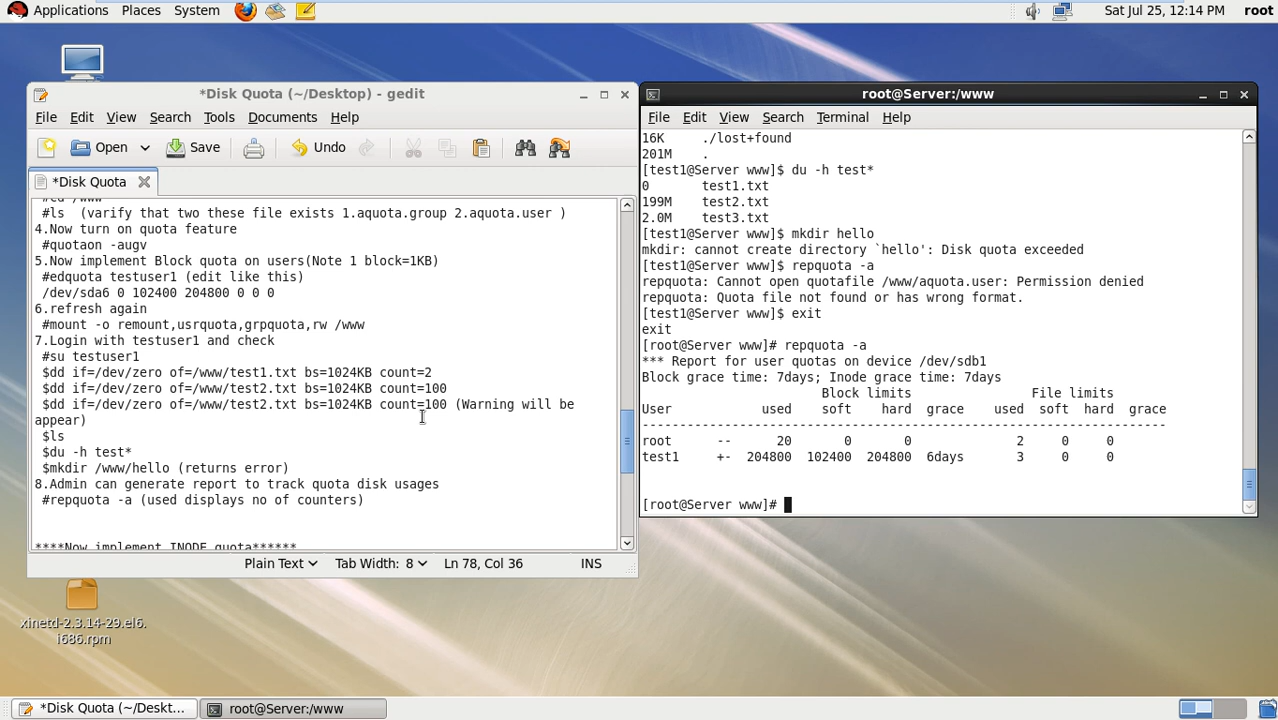 Applications Places System Sat Jul 25, 12:14 PM root
*Disk Quota (~/Desktop) - gedit
File Edit View Search Tools Documents Help
Open Save Undo
*Disk Quota
#ls  (varify that two these file exists 1.aquota.group 2.aquota.user )
4.Now turn on quota feature
#quotaon -augv
5.Now implement Block quota on users(Note 1 block=1KB)
#edquota testuser1 (edit like this)
/dev/sda6 0 102400 204800 0 0 0
6.refresh again
#mount -o remount,usrquota,grpquota,rw /www
7.Login with testuser1 and check
#su testuser1
$dd if=/dev/zero of=/www/test1.txt bs=1024KB count=2
$dd if=/dev/zero of=/www/test2.txt bs=1024KB count=100
$dd if=/dev/zero of=/www/test2.txt bs=1024KB count=100 (Warning will be
appear)
$ls
$du -h test*
$mkdir /www/hello (returns error)
8.Admin can generate report to track quota disk usages
#repquota -a (used displays no of counters)
****Now implement INODE quota******
Plain Text Tab Width: 8 Ln 78, Col 36 INS
root@Server:/www
File Edit View Search Terminal Help
16K ./lost+found
201M .
[test1@Server www]$ du -h test*
0 test1.txt
199M test2.txt
2.0M test3.txt
[test1@Server www]$ mkdir hello
mkdir: cannot create directory `hello': Disk quota exceeded
[test1@Server www]$ repquota -a
repquota: Cannot open quotafile /www/aquota.user: Permission denied
repquota: Quota file not found or has wrong format.
[test1@Server www]$ exit
exit
[root@Server www]# repquota -a
*** Report for user quotas on device /dev/sdb1
Block grace time: 7days; Inode grace time: 7days
Block limits File limits
User used soft hard grace used soft hard grace
----------------------------------------------------------------------
root -- 20 0 0 2 0 0
test1 +- 204800 102400 204800 6days 3 0 0
[root@Server www]#
xinetd-2.3.14-29.el6.
i686.rpm
*Disk Quota (~/Deskt... root@Server:/www